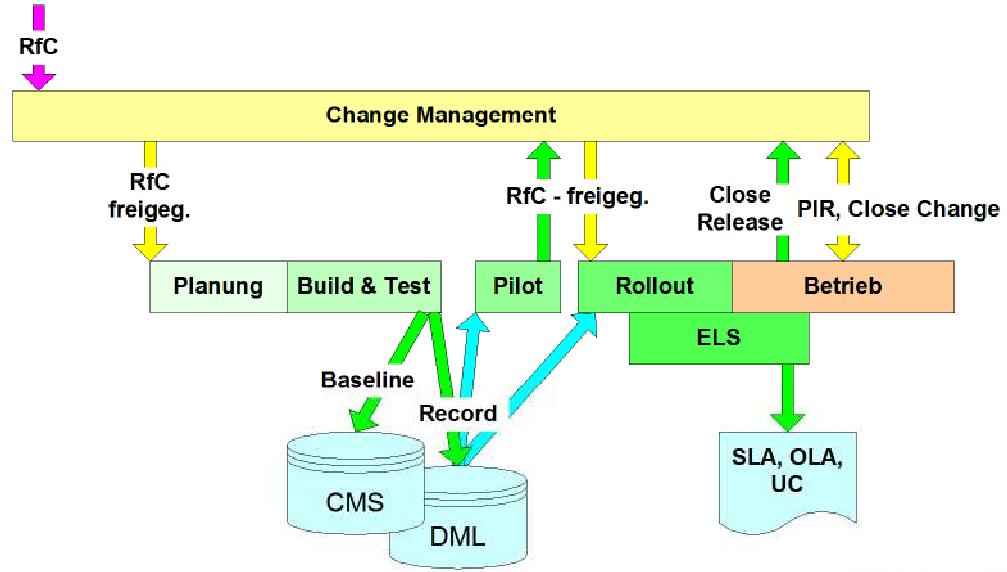 RfC
Change Management
RfC
freigeg.
RfC - freigeg.
Close
Release
PIR, Close Change
Planung
Build & Test
Pilot
Rollout
Betrieb
ELS
Baseline
Record
SLA, OLA,
UC
CMS
DML